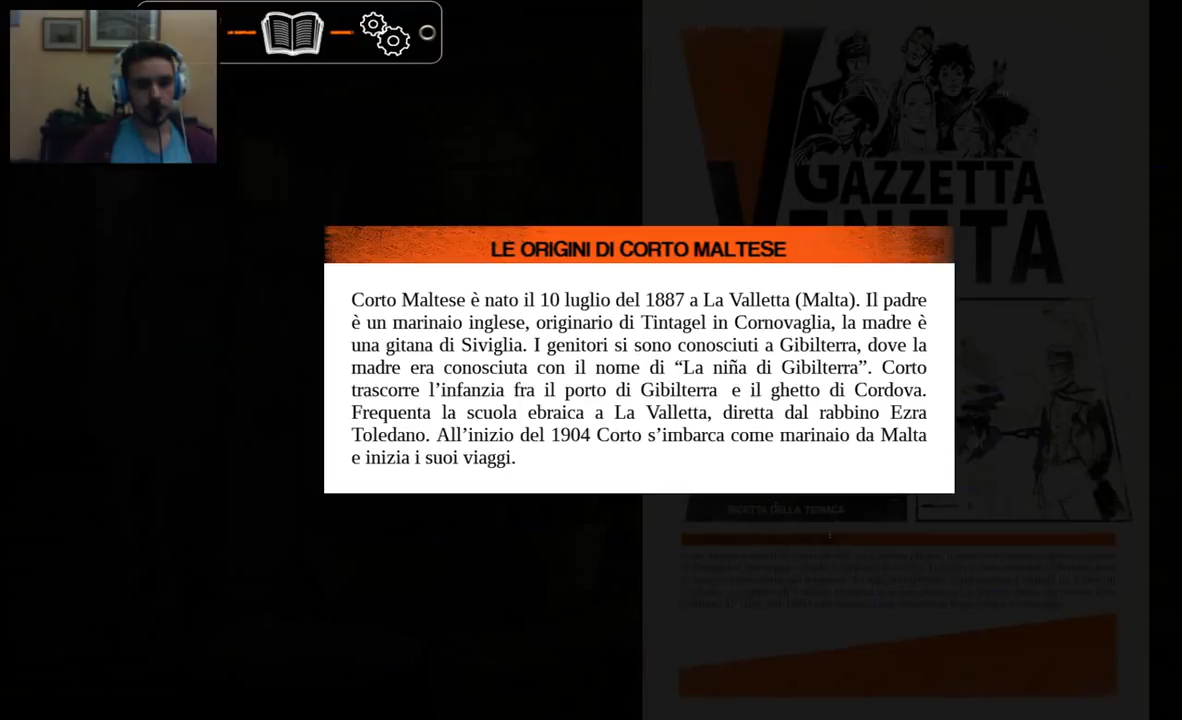 GAZZETTA
LE ORIGINI DI CORTO MALTESE
Corto Maltese è nato il 10 luglio del 1887 a La Valletta (Malta). Il padre
è un marinaio inglese, originario di Tintagel in Cornovaglia, la madre è
una gitana di Siviglia. I genitori si sono conosciuti a Gibilterra, dove la
madre era conosciuta con il nome di “La niña di Gibilterra”. Corto
trascorre l’infanzia fra il porto di Gibilterra e il ghetto di Cordova.
Frequenta la scuola ebraica a La Valletta, diretta dal rabbino Ezra
Toledano. All’inizio del 1904 Corto s’imbarca come marinaio da Malta
e inizia i suoi viaggi.
RICETTA DELLA TERIACA